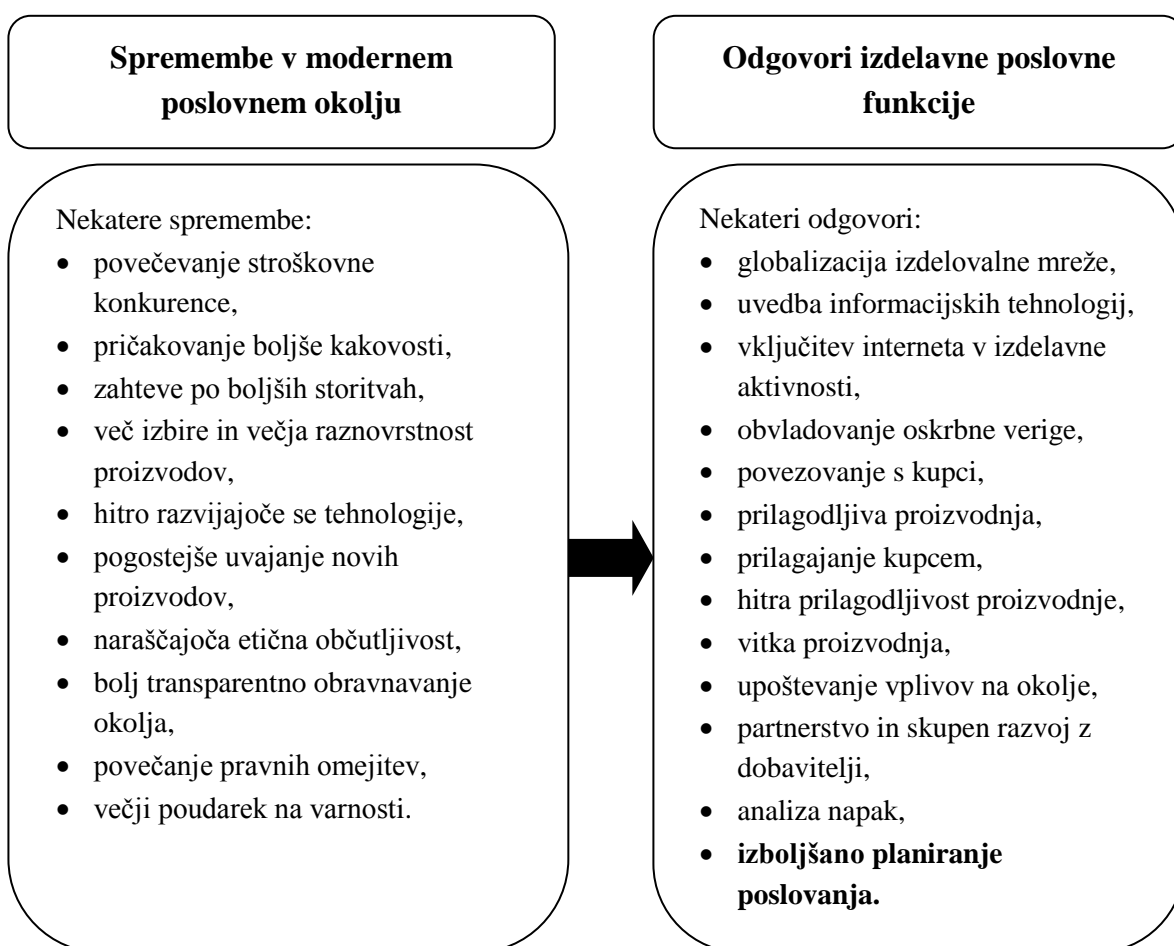 Spremembe v modernem
poslovnem okolju
Nekatere spremembe:
• povečevanje stroškovne
konkurence,
• pričakovanje boljše kakovosti,
• zahteve po boljših storitvah,
• več izbire in večja raznovrstnost
proizvodov,
• hitro razvijajoče se tehnologije,
• pogostejše uvajanje novih
proizvodov,
• naraščajoča etična občutljivost,
• bolj transparentno obravnavanje
okolja,
• povečanje pravnih omejitev,
• večji poudarek na varnosti.
Odgovori izdelavne poslovne
funkcije
Nekateri odgovori:
• globalizacija izdelovalne mreže,
• uvedba informacijskih tehnologij,
• vključitev interneta v izdelavne
aktivnosti,
• obvladovanje oskrbne verige,
• povezovanje s kupci,
• prilagodljiva proizvodnja,
• prilagajanje kupcem,
• hitra prilagodljivost proizvodnje,
• vitka proizvodnja,
• upoštevanje vplivov na okolje,
• partnerstvo in skupen razvoj z
dobavitelji,
• analiza napak,
• izboljšano planiranje
poslovanja.